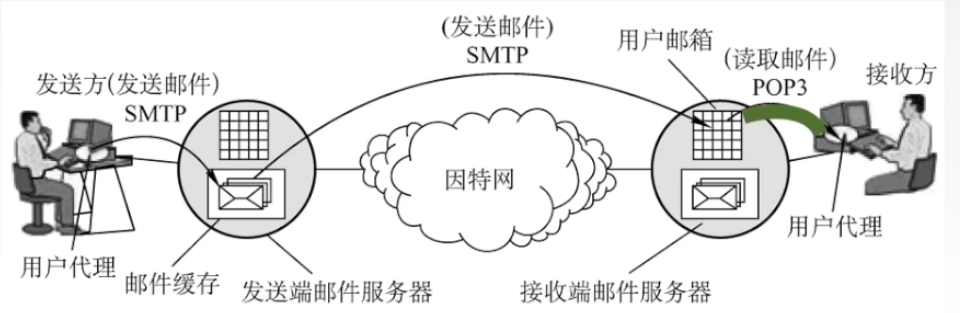 (发送邮件)
SMTP
用户邮箱
(读取邮件)
POP3
接收方
发送方(发送邮件)
SMTP
因特网
用户代理
邮件缓存
发送端邮件服务器
接收端邮件服务器
用户代理